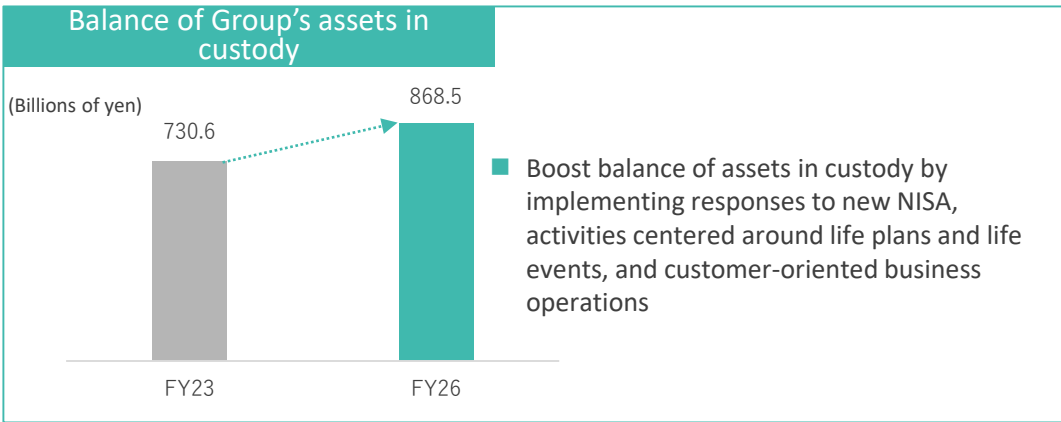 Balance of Group's assets in
custody
(Billions of yen)
730.6
868.5
FY23
FY26
Boost balance of assets in custody by
implementing responses to new NISA,
activities centered around life plans and life
events, and customer-oriented business
operations